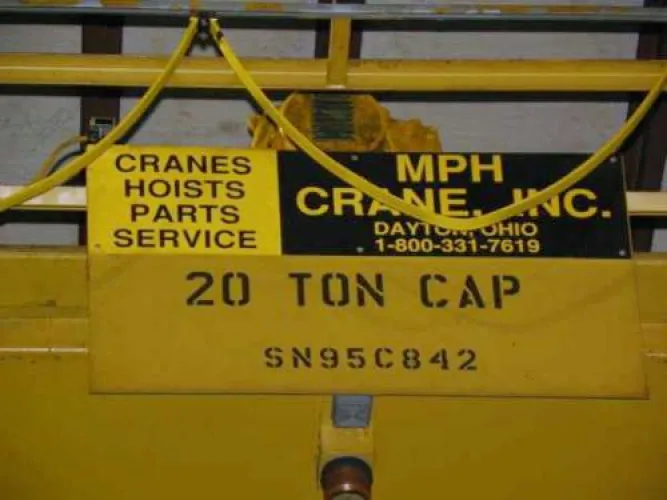 CRANES
HOISTS
PARTS
SERVICE
MPH
CRANE, INC.
DAYTON, OHIO
1-800-331-7619
20 TON CAP
SN95C842